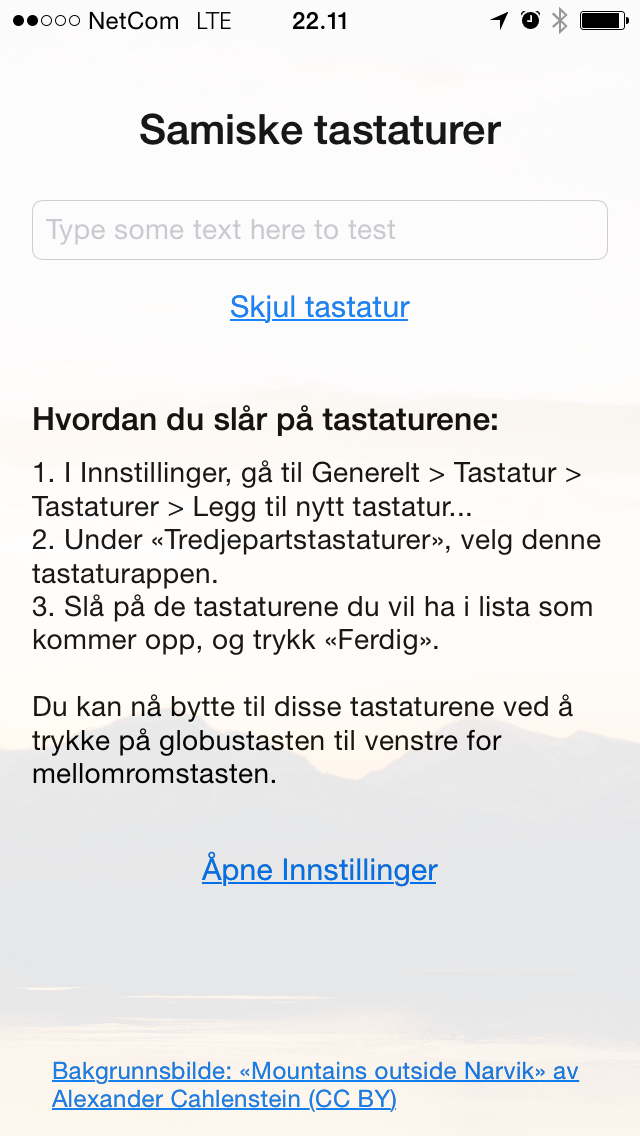 NetCom LTE 22.11
Samiske tastaturer
Type some text here to test
Skjul tastatur
Hvordan du slår på tastaturene:
1. I Innstillinger, gå til Generelt > Tastatur >
Tastaturer > Legg til nytt tastatur...
2. Under «Tredjepartstastaturer», velg denne
tastaturappen.
3. Slå på de tastaturene du vil ha i lista som
kommer opp, og trykk «Ferdig».
Du kan nå bytte til disse tastaturene ved å
trykke på globustasten til venstre for
mellomromstasten.
Åpne Innstillinger
Bakgrunnsbilde: «Mountains outside Narvik» av
Alexander Cahlenstein (CC BY)